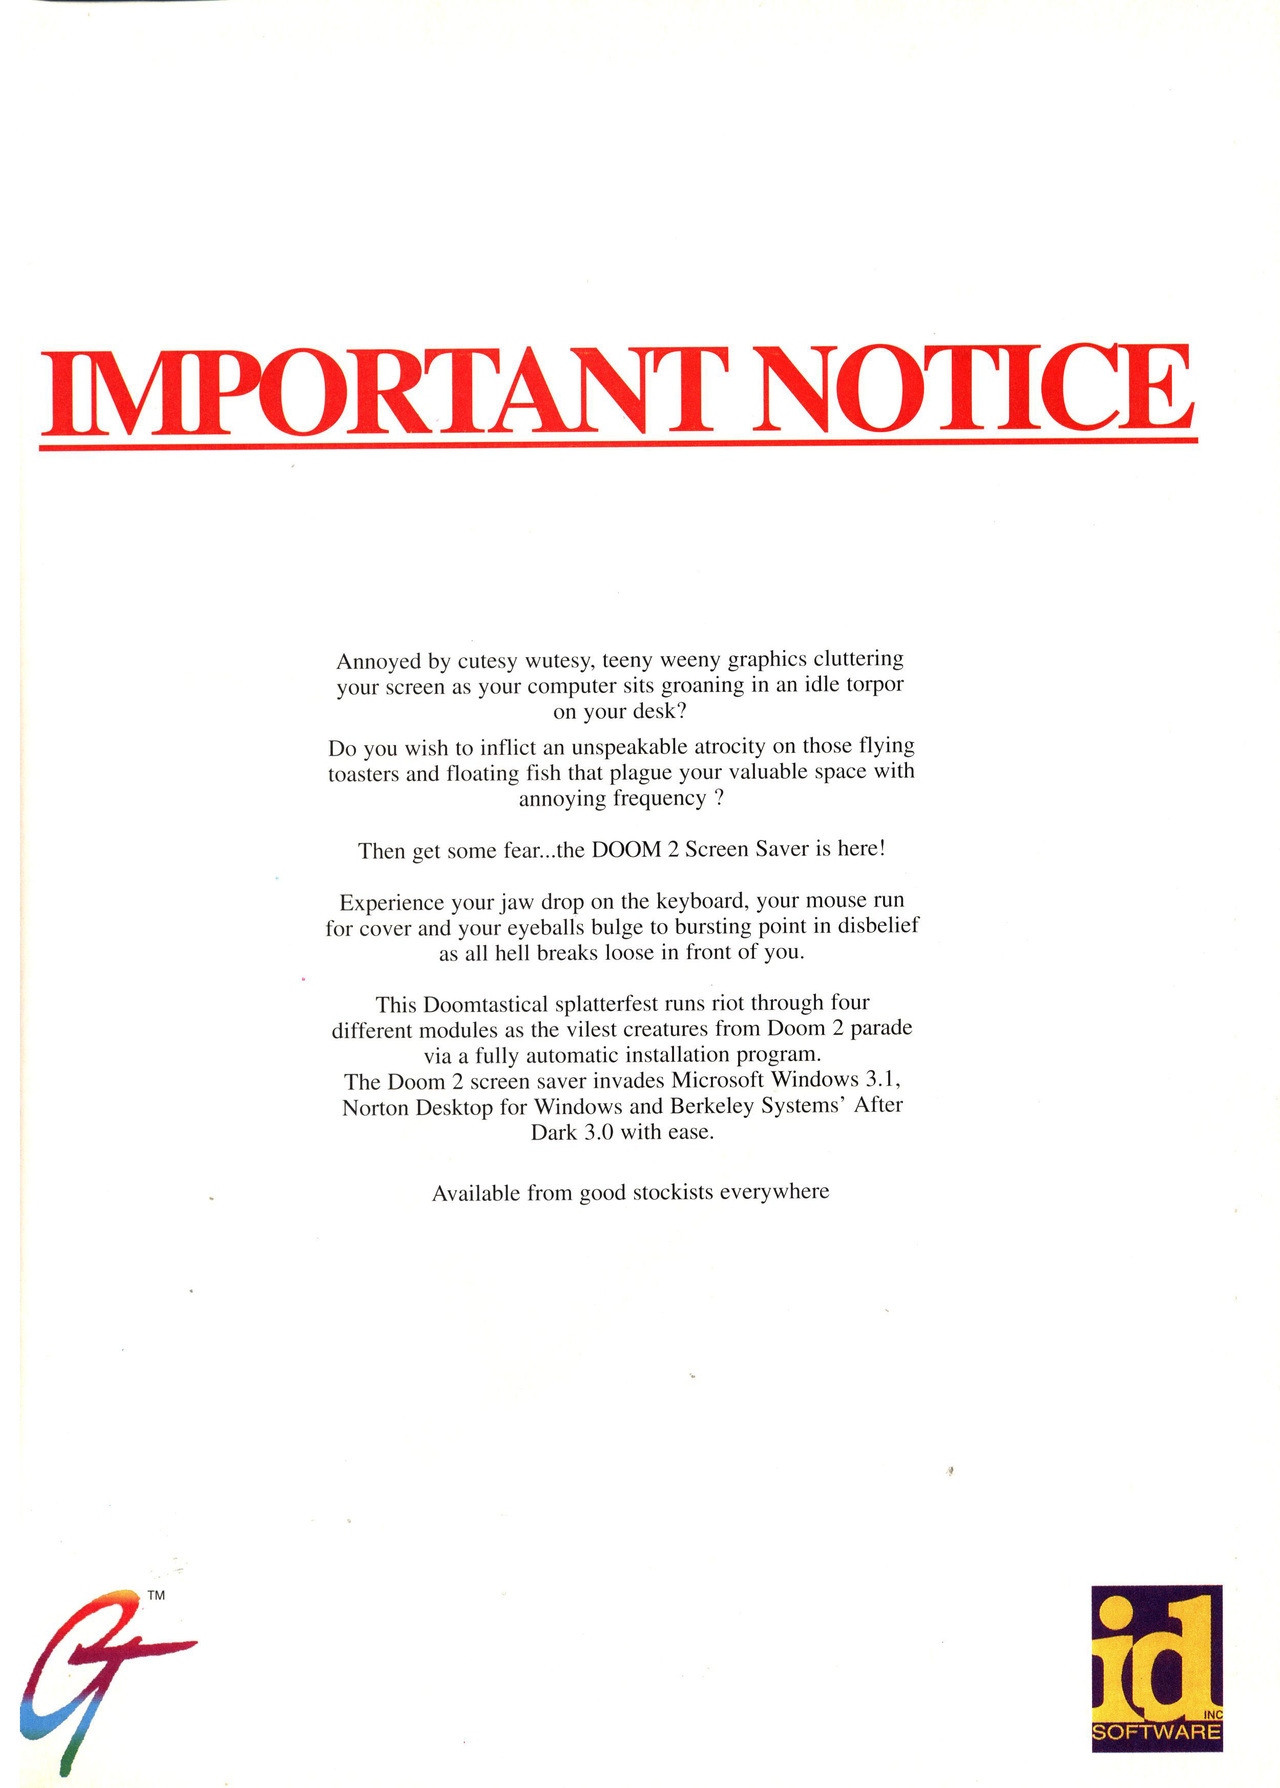 IMPORTANT NOTICE
Annoyed by cutesy wutesy, teeny weeny graphics cluttering
your screen as your computer sits groaning in an idle torpor
on your desk?
Do you wish to inflict an unspeakable atrocity on those flying
toasters and floating fish that plague your valuable space with
annoying frequency ?
Then get some fear...the DOOM 2 Screen Saver is here!
Experience your jaw drop on the keyboard, your mouse run
for cover and your eyeballs bulge to bursting point in disbelief
as all hell breaks loose in front of you.
This Doomtastical splatterfest runs riot through four
different modules as the vilest creatures from Doom 2 parade
via a fully automatic installation program.
The Doom 2 screen saver invades Microsoft Windows 3.1,
Norton Desktop for Windows and Berkeley Systems’ After
Dark 3.0 with ease.
Available from good stockists everywhere
GT TM
id
INC
SOFTWARE